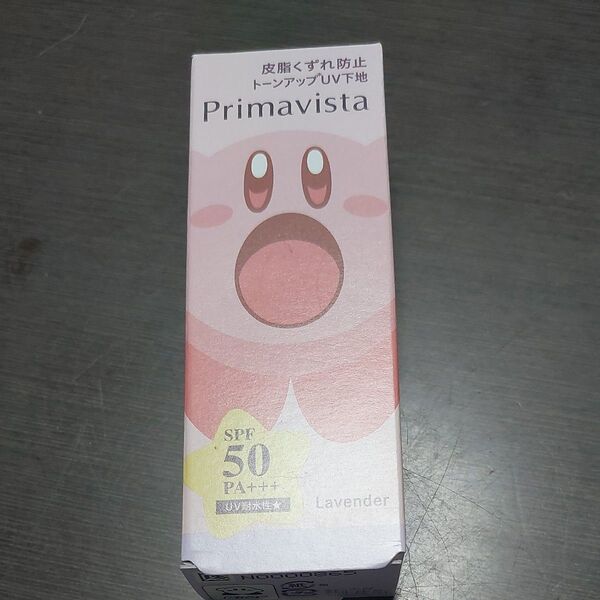 皮脂くずれ防止
トーンアップ*UV下地
Primavista
SPF
50
PA+++
UV耐水性★
Lavender